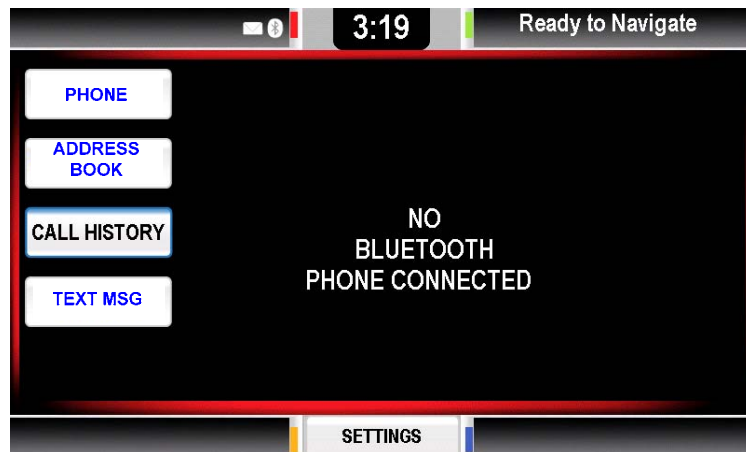 3:19
Ready to Navigate
PHONE
ADDRESS
BOOK
CALL HISTORY
TEXT MSG
NO
BLUETOOTH
PHONE CONNECTED
SETTINGS